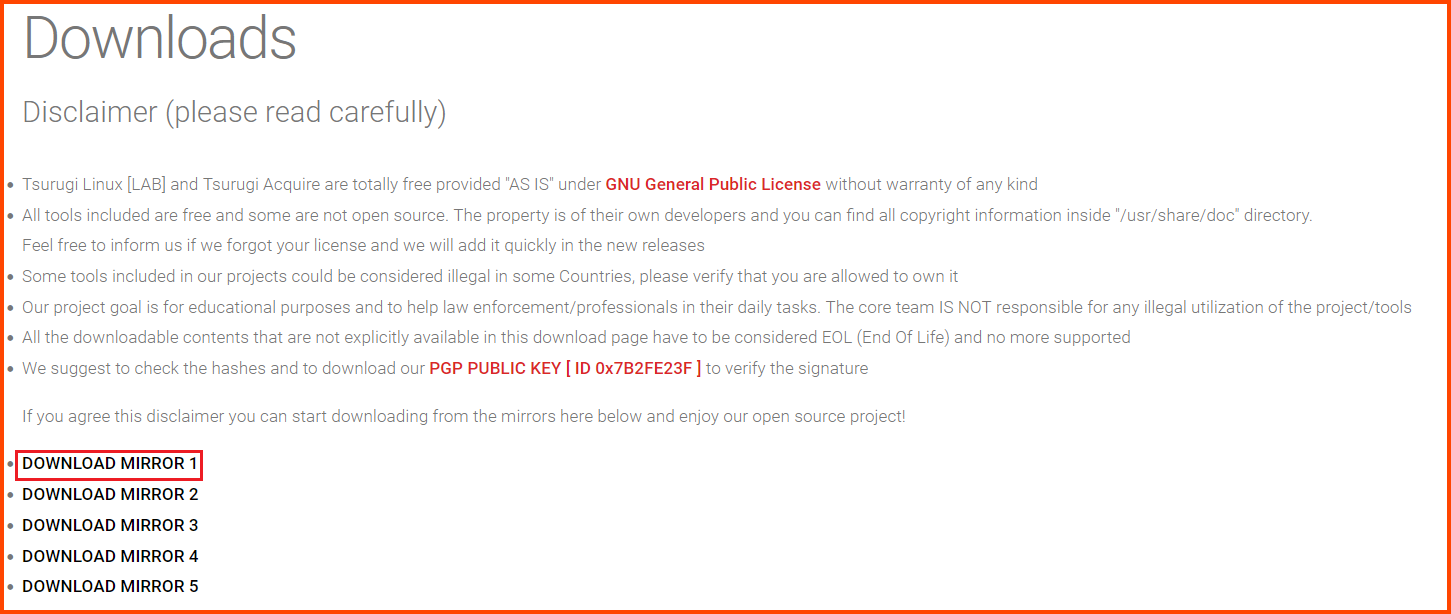 Downloads
Disclaimer (please read carefully)
Tsurugi Linux [LAB] and Tsurugi Acquire are totally free provided "AS IS" under GNU General Public License without warranty of any kind
All tools included are free and some are not open source. The property is of their own developers and you can find all copyright information inside "/usr/share/doc" directory.
Feel free to inform us if we forgot your license and we will add it quickly in the new releases
Some tools included in our projects could be considered illegal in some Countries, please verify that you are allowed to own it
Our project goal is for educational purposes and to help law enforcement/professionals in their daily tasks. The core team IS NOT responsible for any illegal utilization of the project/tools
All the downloadable contents that are not explicitly available in this download page have to be considered EOL (End Of Life) and no more supported
We suggest to check the hashes and to download our PGP PUBLIC KEY [ ID 0x7B2FE23F ] to verify the signature
If you agree this disclaimer you can start downloading from the mirrors here below and enjoy our open source project!
DOWNLOAD MIRROR 1
DOWNLOAD MIRROR 2
DOWNLOAD MIRROR 3
DOWNLOAD MIRROR 4
DOWNLOAD MIRROR 5